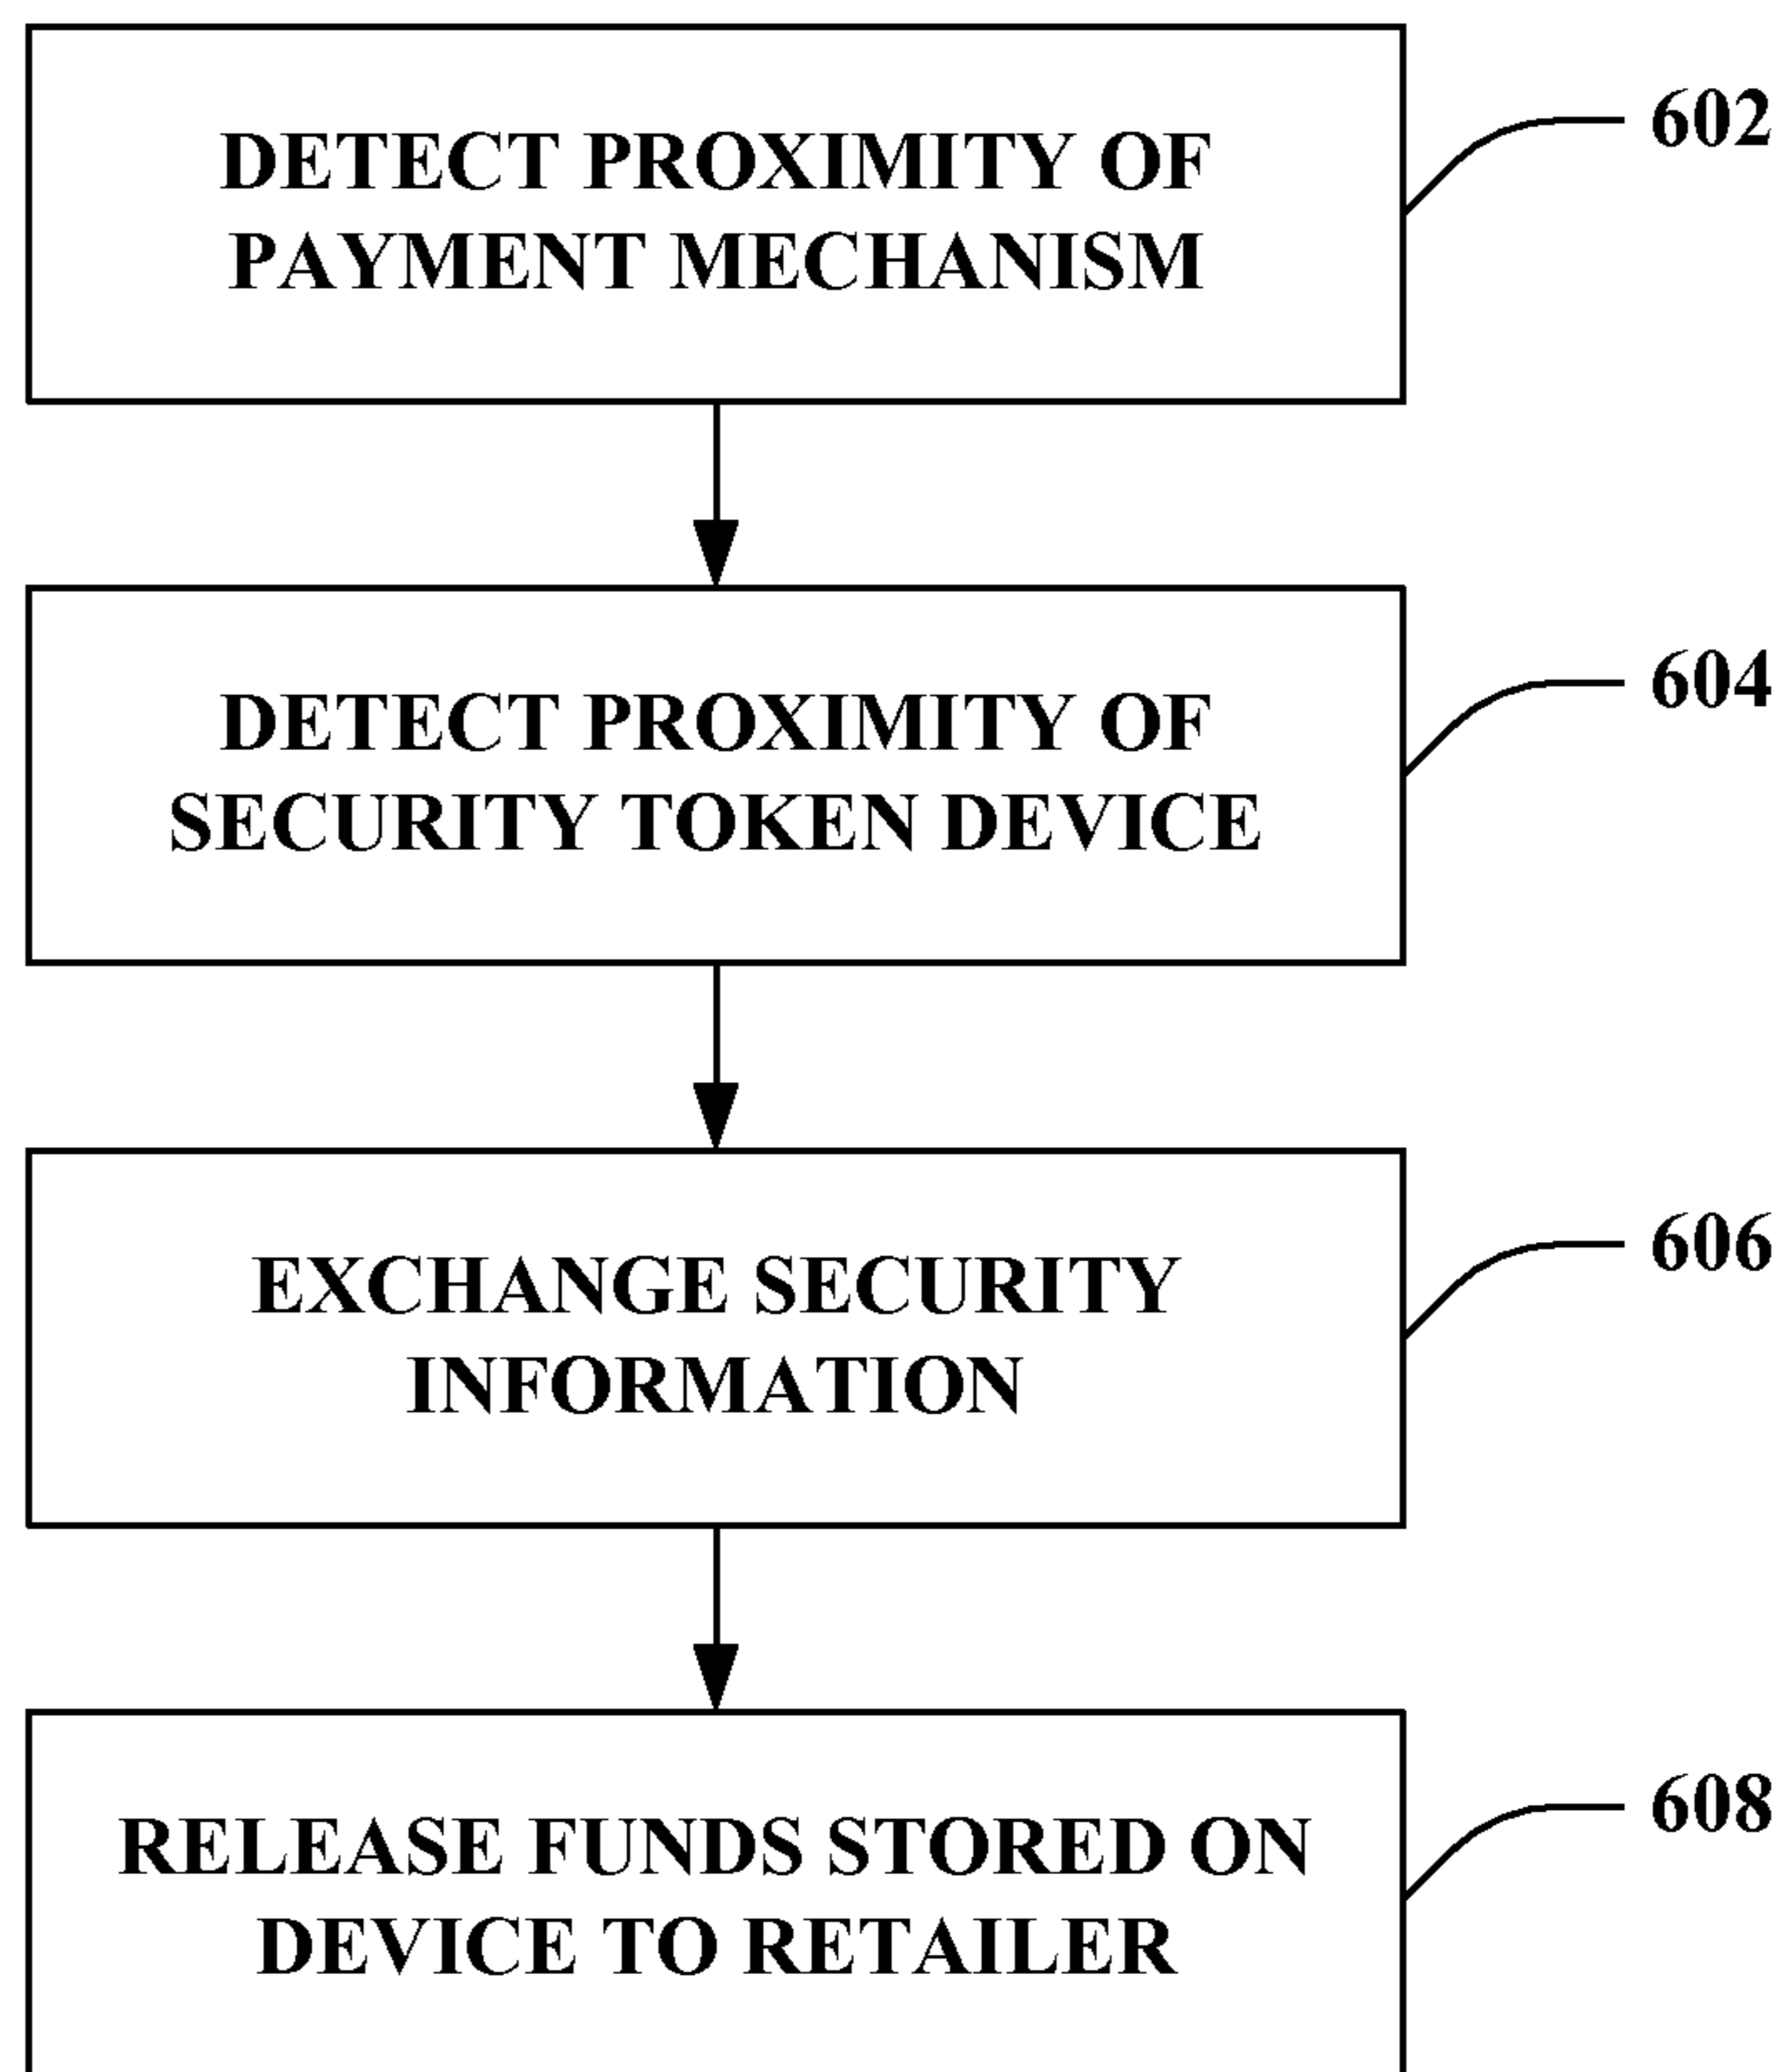 DETECT PROXIMITY OF
PAYMENT MECHANISM
602
DETECT PROXIMITY OF
SECURITY TOKEN DEVICE
604
EXCHANGE SECURITY
INFORMATION
606
RELEASE FUNDS STORED ON
DEVICE TO RETAILER
608